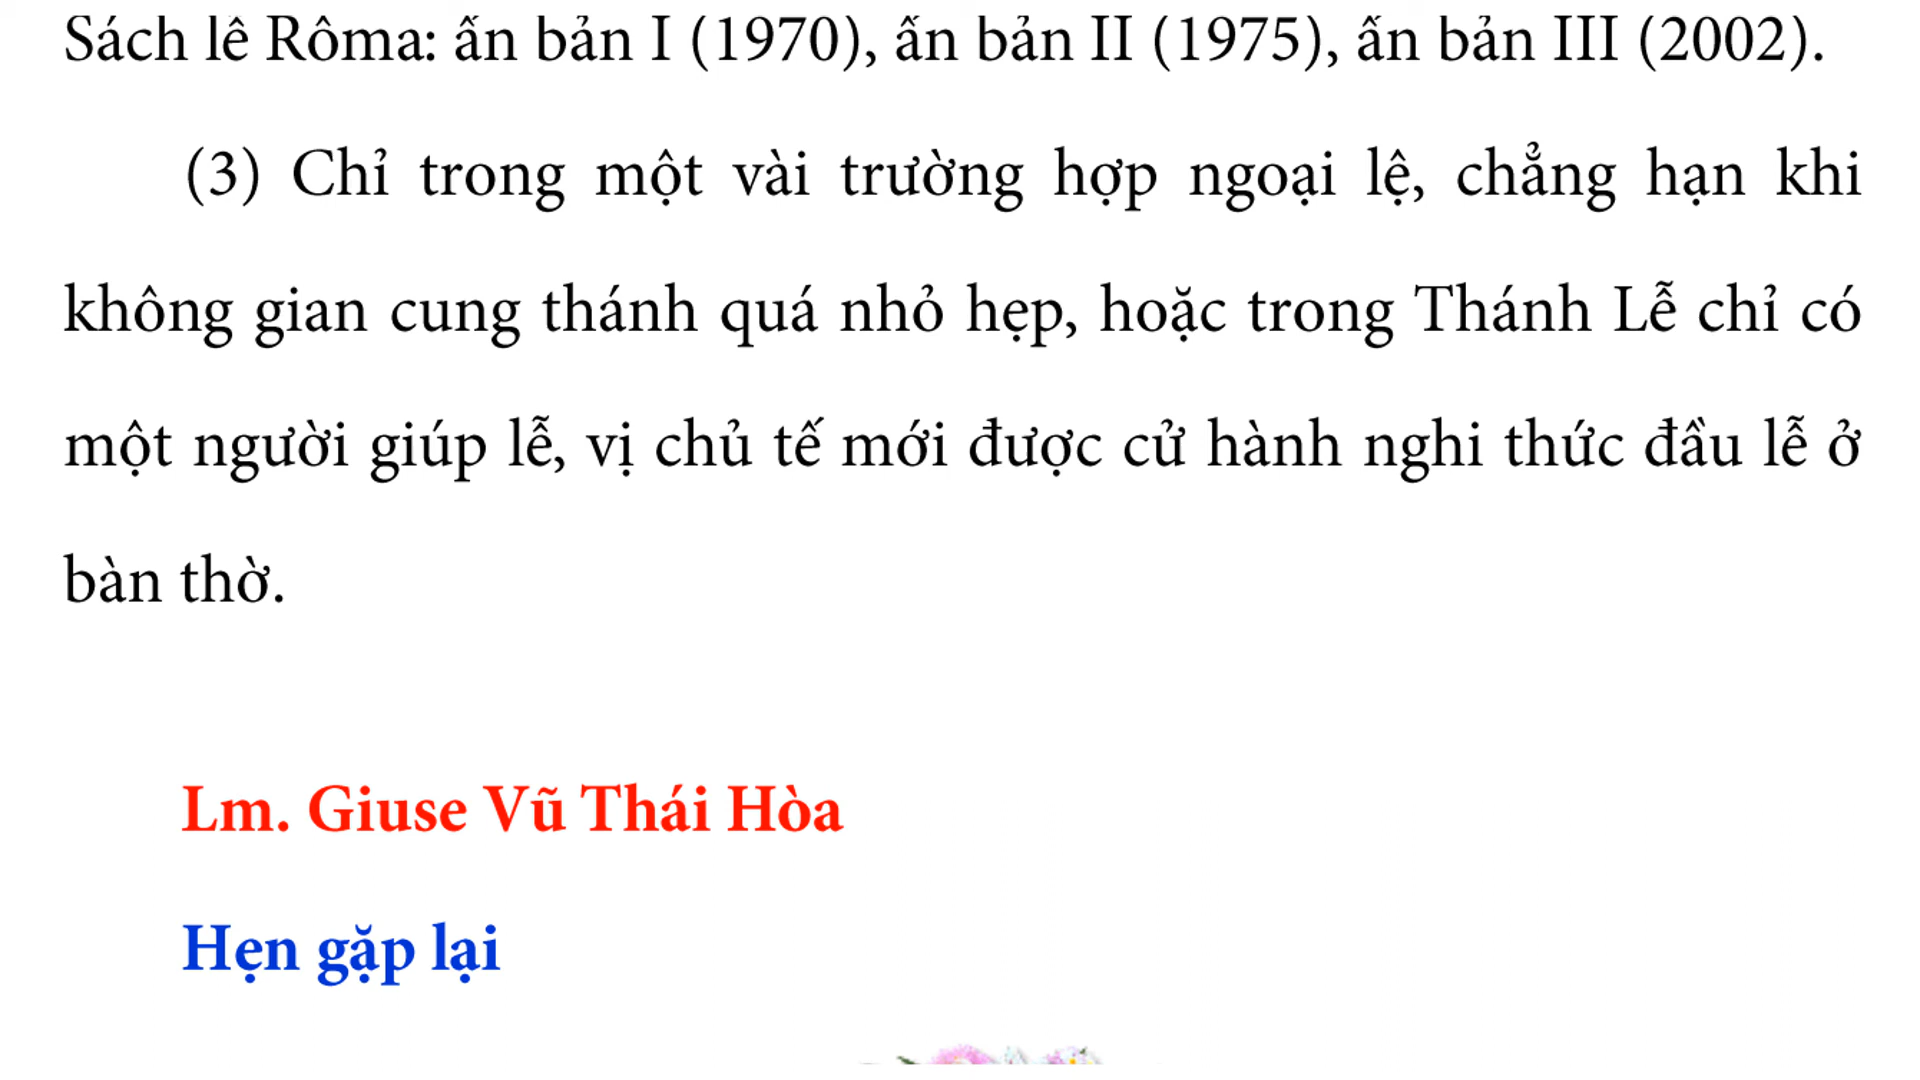 Sách lễ Rôma: ấn bản I (1970), ấn bản II (1975), ấn bản III (2002).
(3) Chỉ trong một vài trường hợp ngoại lệ, chẳng hạn khi
không gian cung thánh quá nhỏ hẹp, hoặc trong Thánh Lễ chỉ có
một người giúp lễ, vị chủ tế mới được cử hành nghi thức đầu lễ ở
bàn thờ.
Lm. Giuse Vũ Thái Hòa
Hẹn gặp lại